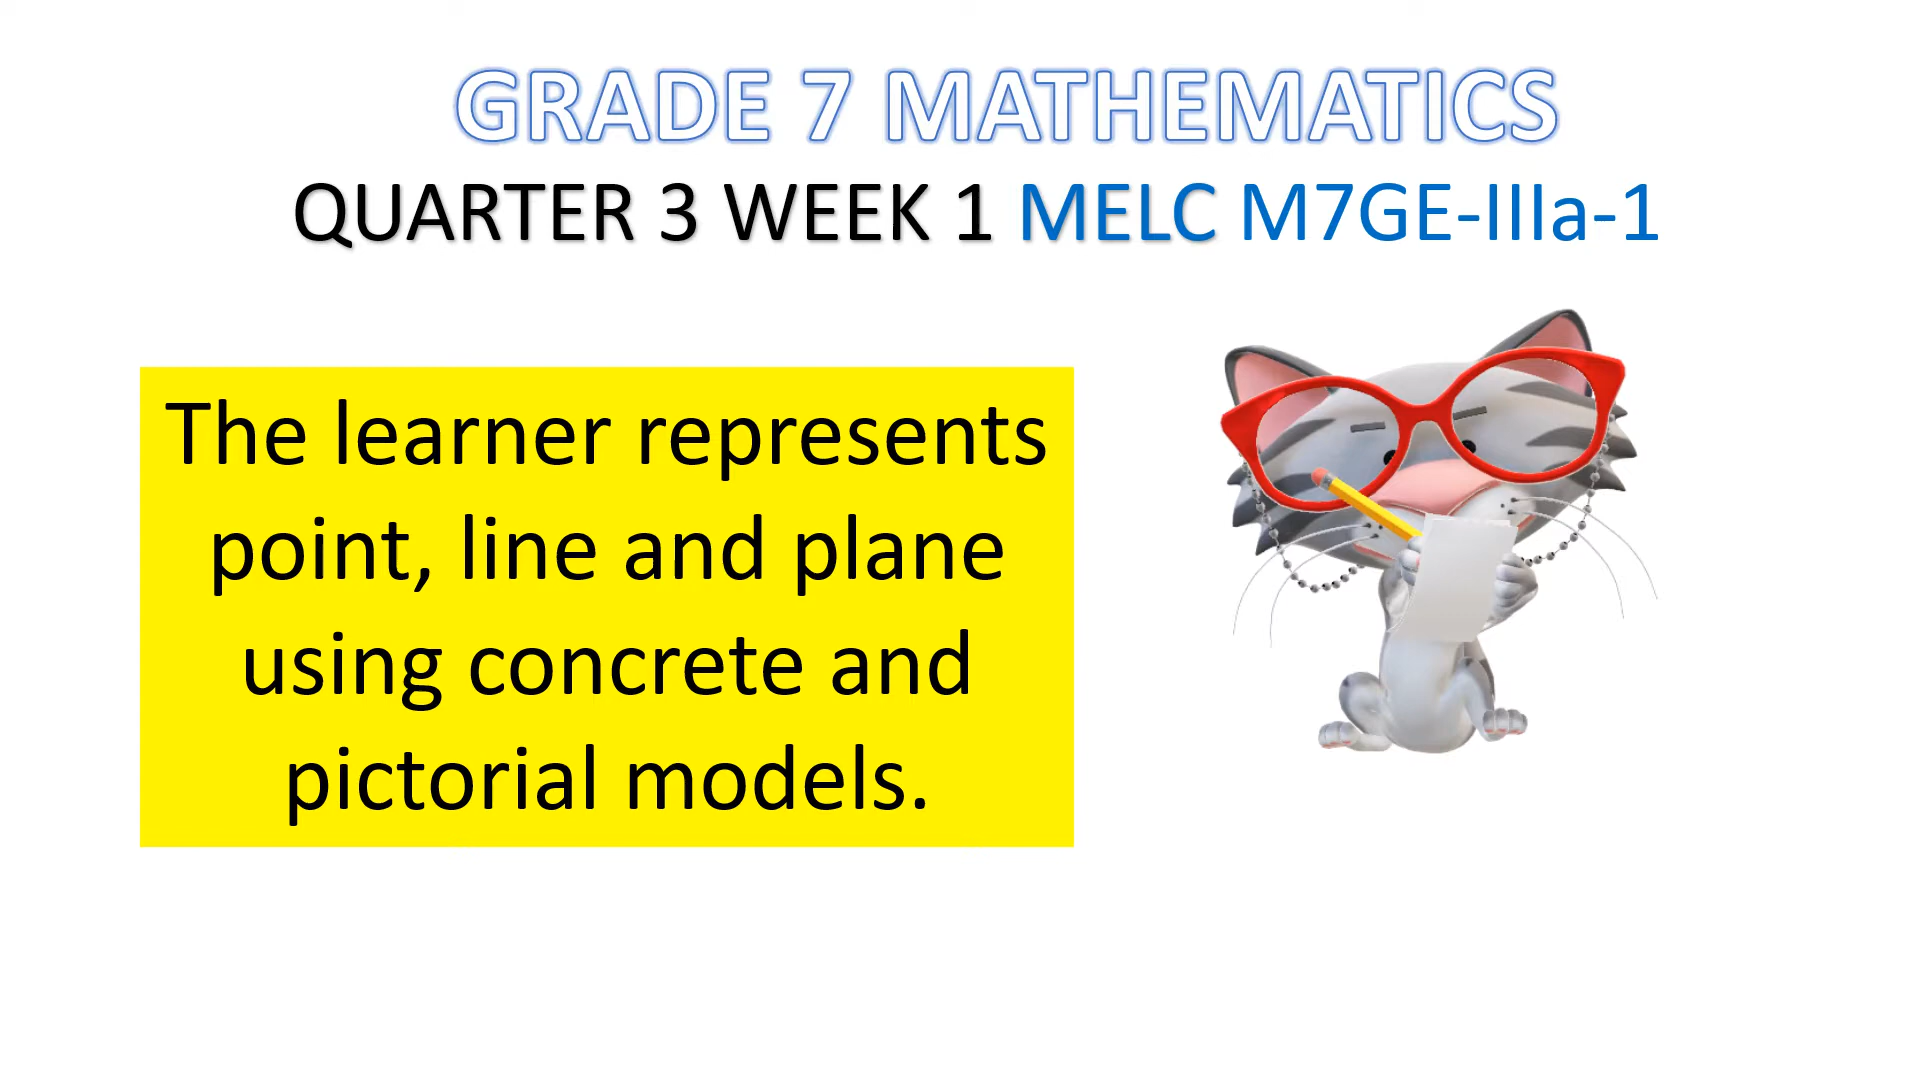 GRADE 7 MATHEMATICS
QUARTER 3 WEEK 1 MELC M7GE-IIIa-1
The learner represents
point, line and plane
using concrete and
pictorial models.